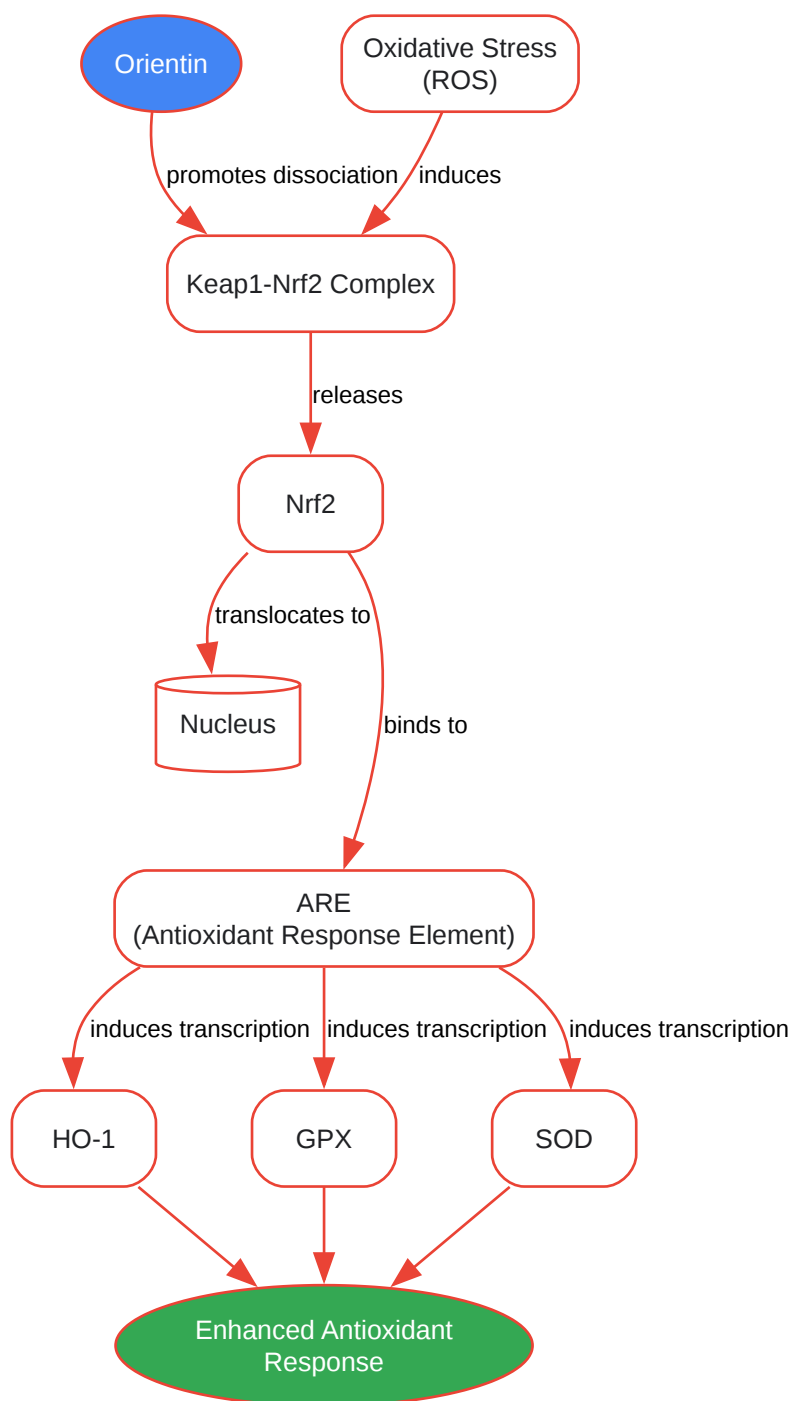 Orientin
Oxidative Stress
(ROS)
promotes dissociation
induces
Keap1-Nrf2 Complex
releases
Nrf2
translocates to
Nucleus
binds to
ARE
(Antioxidant Response Element)
induces transcription
induces transcription
induces transcription
HO-1
GPX
SOD
Enhanced Antioxidant
Response